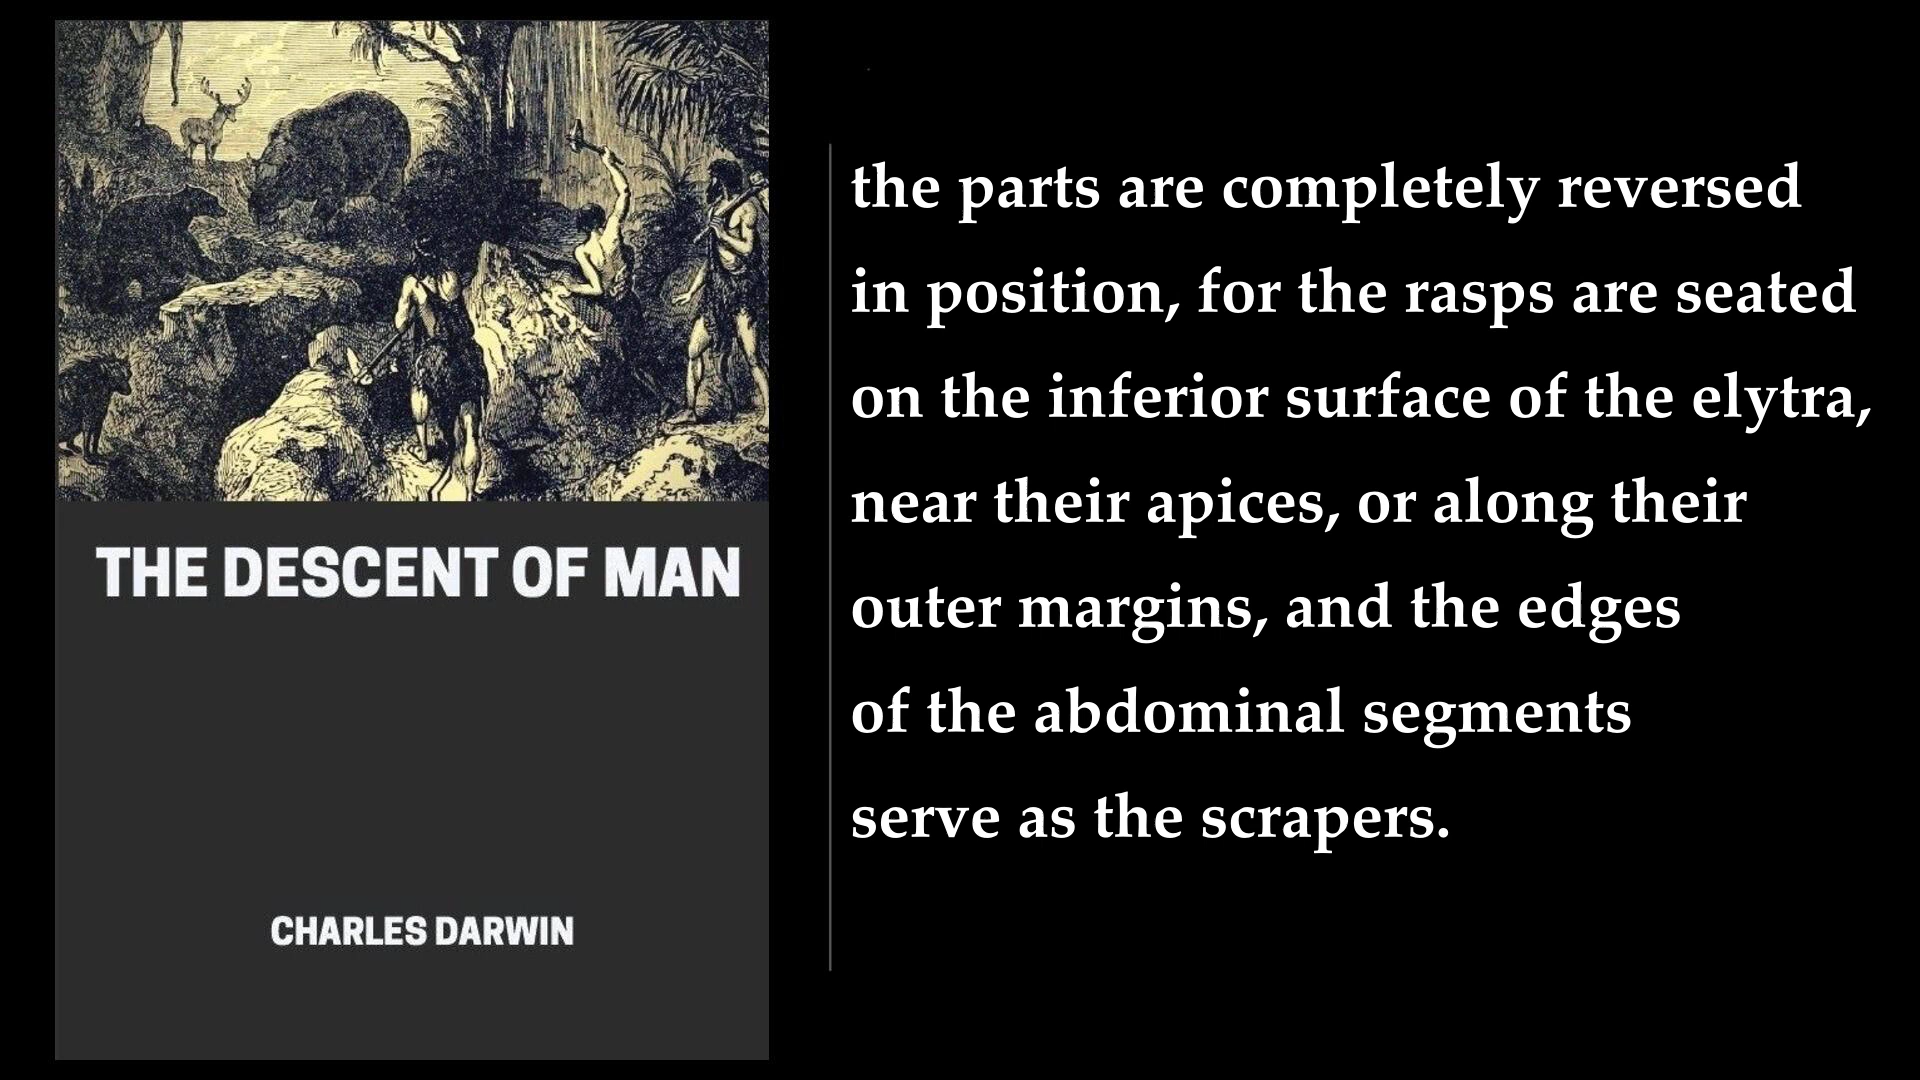 THE DESCENT OF MAN
CHARLES DARWIN
the parts are completely reversed
in position, for the rasps are seated
on the inferior surface of the elytra,
near their apices, or along their
outer margins, and the edges
of the abdominal segments
serve as the scrapers.